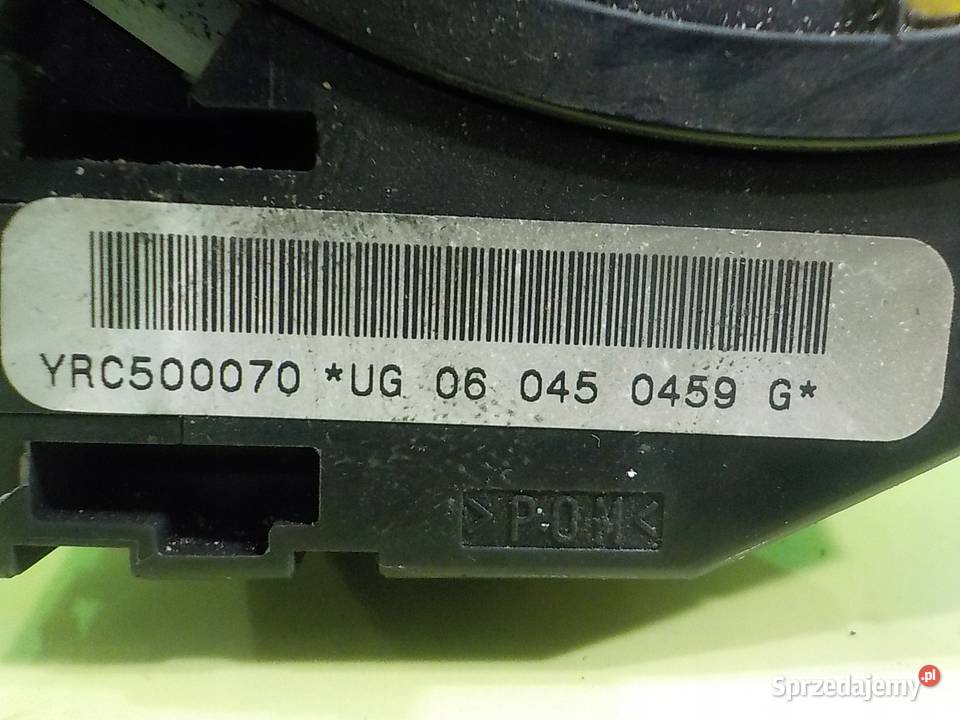 YRC500070 *UG 06 045 0459 G*
>POM<
Sprzedajemy.pl